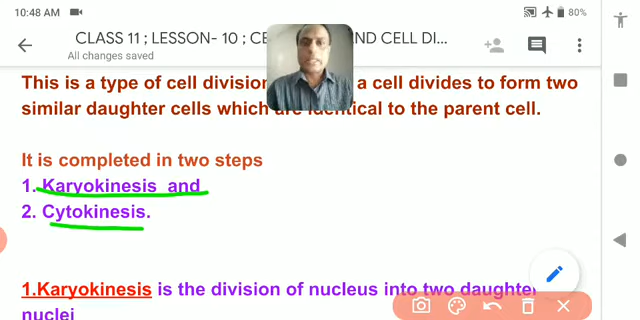 10:48 AM
80%
CLASS 11 ; LESSON- 10 ; CE ND CELL DI...
All changes saved
This is a type of cell division a cell divides to form two
similar daughter cells which are identical to the parent cell.
It is completed in two steps
1. Karyokinesis and
2. Cytokinesis.
1.Karyokinesis is the division of nucleus into two daughte
nuclei